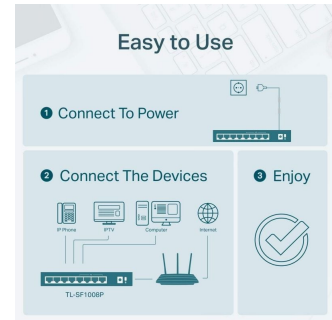 Easy to Use
1 Connect To Power
2 Connect The Devices
IP Phone
IPTV
Computer
Internet
TL-SF1008P
3 Enjoy